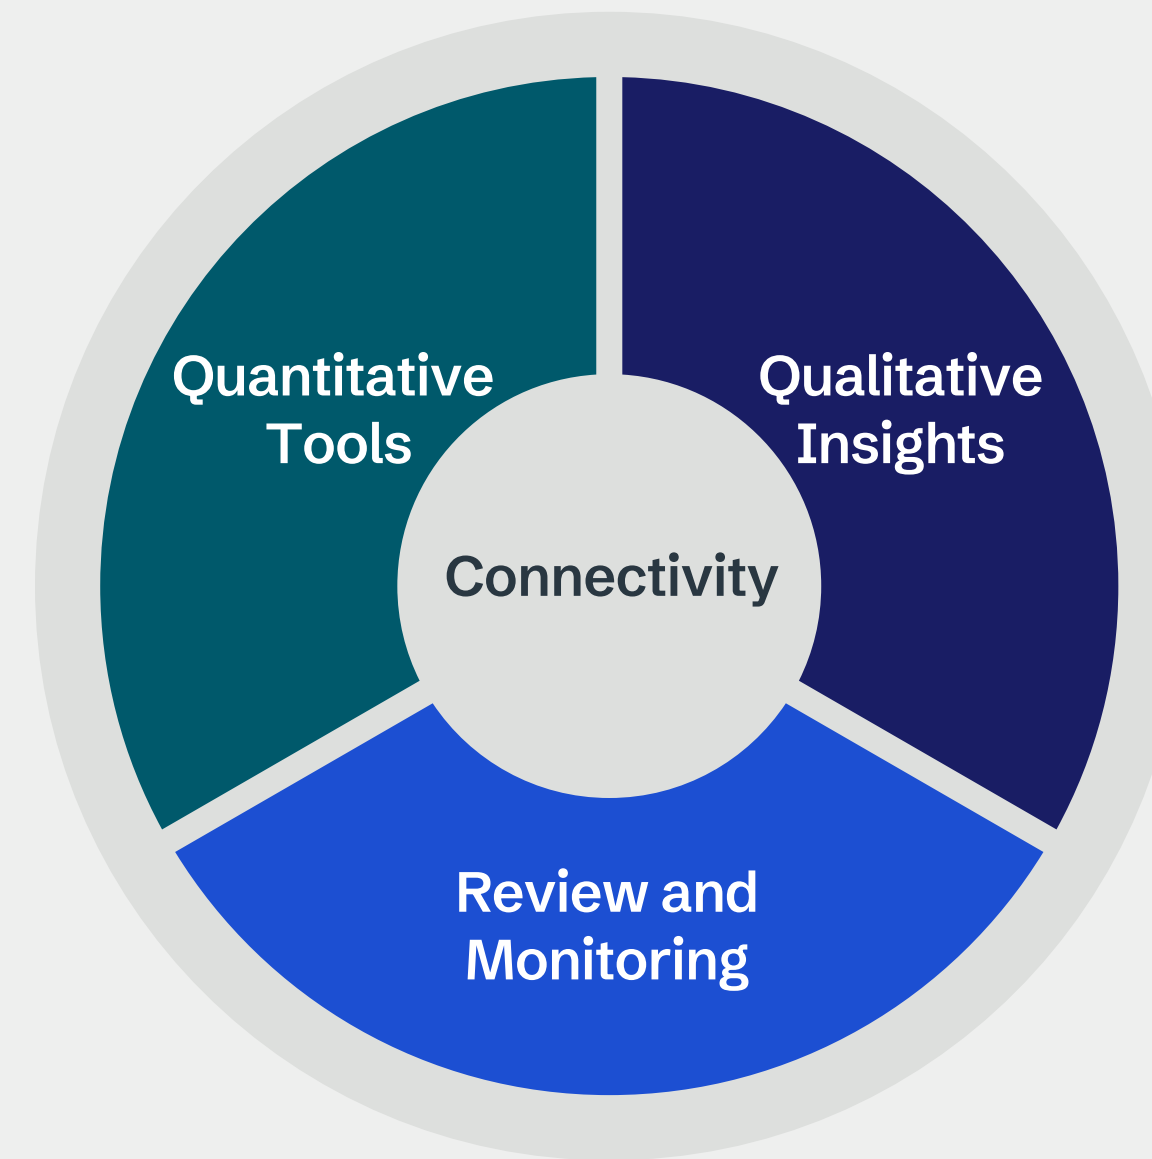 Quantitative
Tools
Qualitative
Insights
Connectivity
Review and
Monitoring